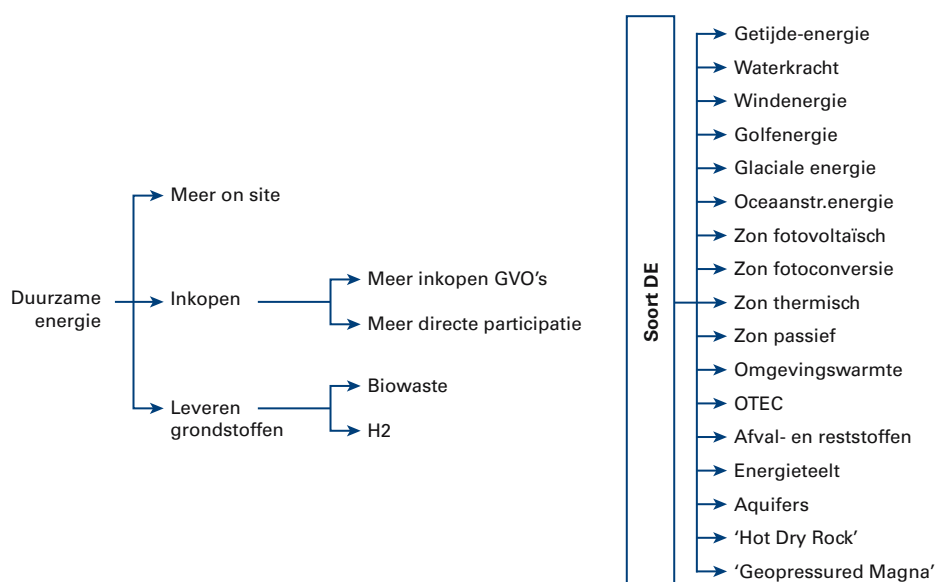 Duurzame
energie
Meer on site
Inkopen
Meer inkopen GVO's
Meer directe participatie
Leveren
grondstoffen
Biowaste
H2
Soort DE
Getijde-energie
Waterkracht
Windenergie
Golfenergie
Glaciale energie
Oceaanstr.energie
Zon fotovoltaïsch
Zon fotoconversie
Zon thermisch
Zon passief
Omgevingswarmte
OTEC
Afval- en reststoffen
Energieteelt
Aquifers
‘Hot Dry Rock’
‘Geopressured Magna’